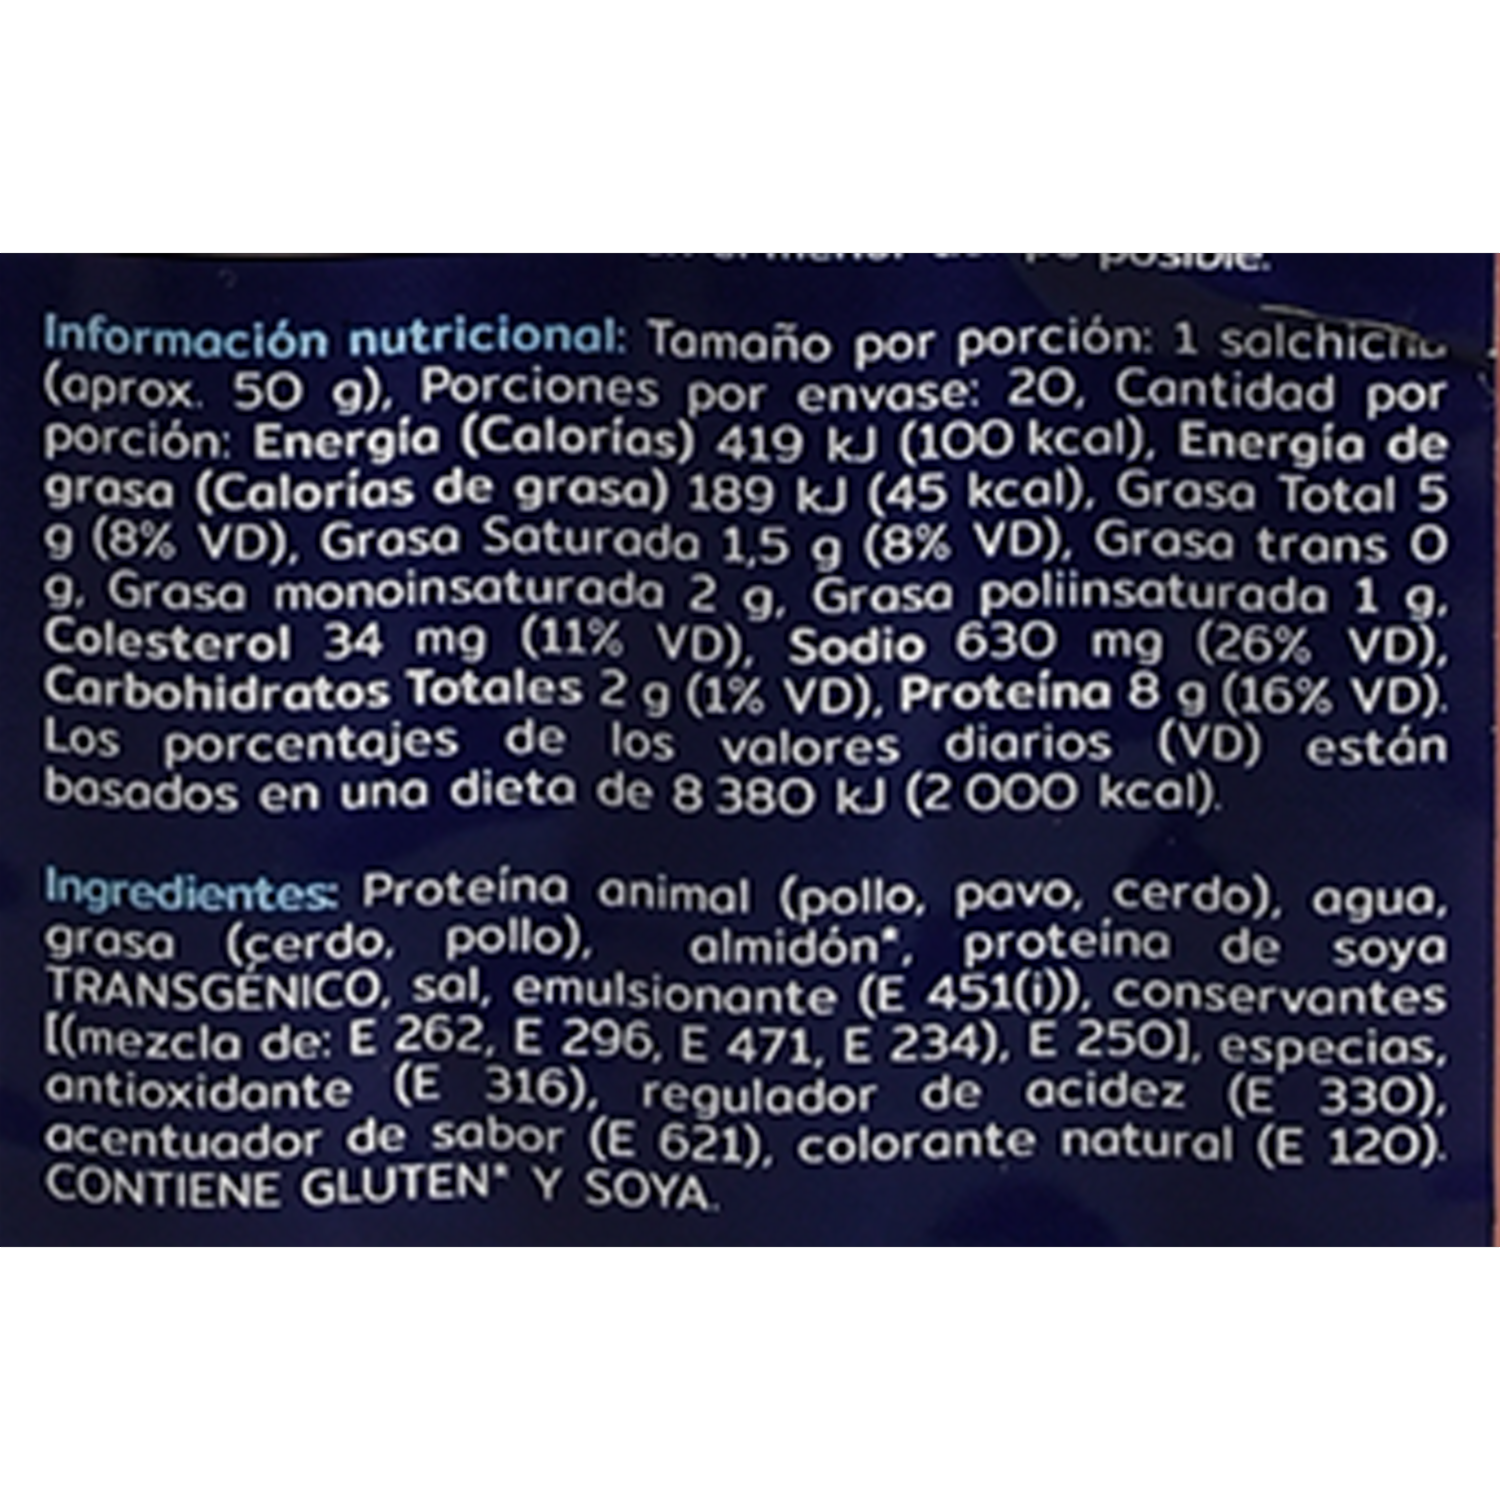 posible.
Información nutricional: Tamaño por porción: 1 salchicha
(aprox. 50 g), Porciones por envase: 20, Cantidad por
porción: Energía (Calorías) 419 kJ (100 kcal), Energía de
grasa (Calorías de grasa) 189 kJ (45 kcal), Grasa Total 5
g (8% VD), Grasa Saturada 1,5 g (8% VD), Grasa trans 0
g, Grasa monoinsaturada 2 g, Grasa poliinsaturada 1 g,
Colesterol 34 mg (11% VD), Sodio 630 mg (26% VD),
Carbohidratos Totales 2 g (1% VD), Proteína 8 g (16% VD).
Los porcentajes de los valores diarios (VD) están
basados en una dieta de 8 380 kJ (2 000 kcal).
Ingredientes: Proteína animal (pollo, pavo, cerdo), agua,
grasa (cerdo, pollo), almidón*, proteína de soya
TRANSGÉNICO, sal, emulsionante (E 451(i)), conservantes
[(mezcla de: E 262, E 296, E 471, E 234), E 250], especias,
antioxidante (E 316), regulador de acidez (E 330),
acentuador de sabor (E 621), colorante natural (E 120).
CONTIENE GLUTEN* Y SOYA.